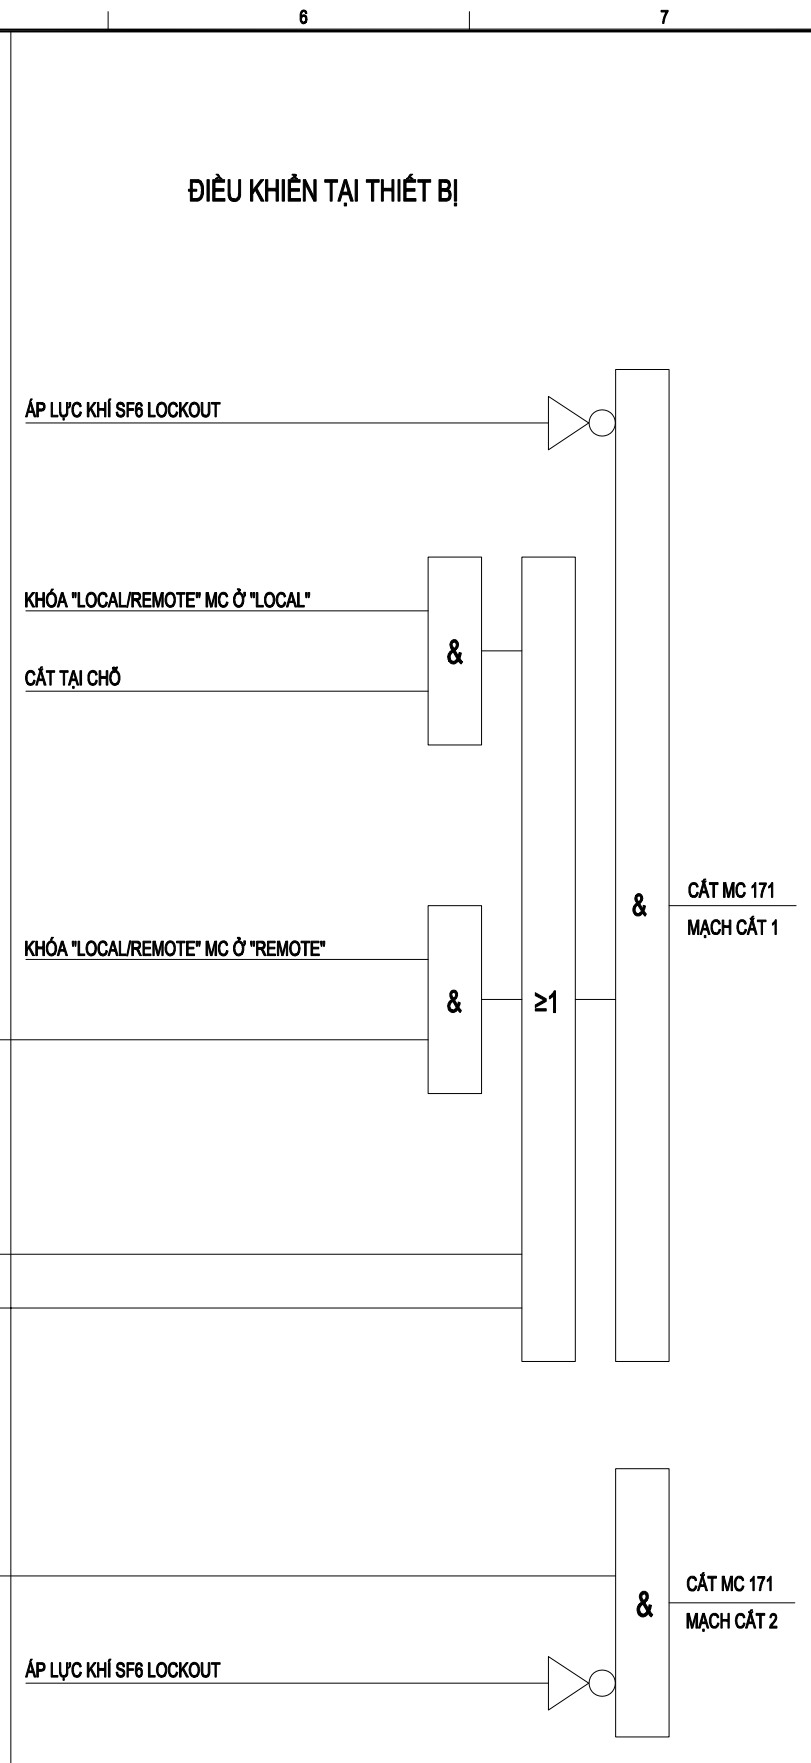 6
7
ĐIỀU KHIỂN TẠI THIẾT BỊ
ÁP LỰC KHÍ SF6 LOCKOUT
KHÓA "LOCAL/REMOTE" MC Ở "LOCAL"
&
CẮT TẠI CHỖ
CẮT MC 171
&
MẠCH CẮT 1
KHÓA "LOCAL/REMOTE" MC Ở "REMOTE"
&
≥1
CẮT MC 171
&
MẠCH CẮT 2
ÁP LỰC KHÍ SF6 LOCKOUT